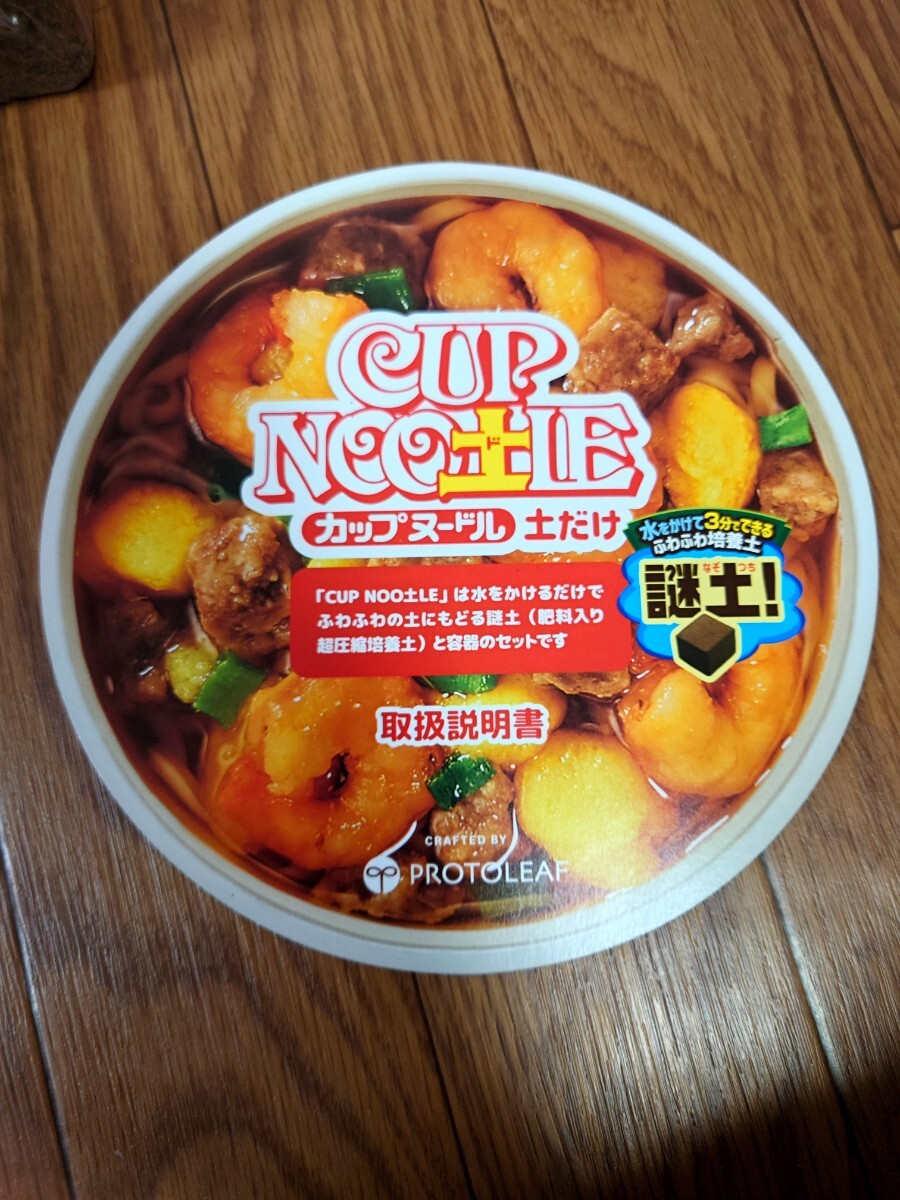 CUP
NOO土LE
ド
カップヌードル 土だけ
水をかけて3分でできる
ふわふわ培養土
なぞ つち
謎土!
「CUP NOO土LE」は水をかけるだけで
ふわふわの土にもどる謎土(肥料入り
超圧縮培養土)と容器のセットです
取扱説明書
CRAFTED BY
PROTOLEAF